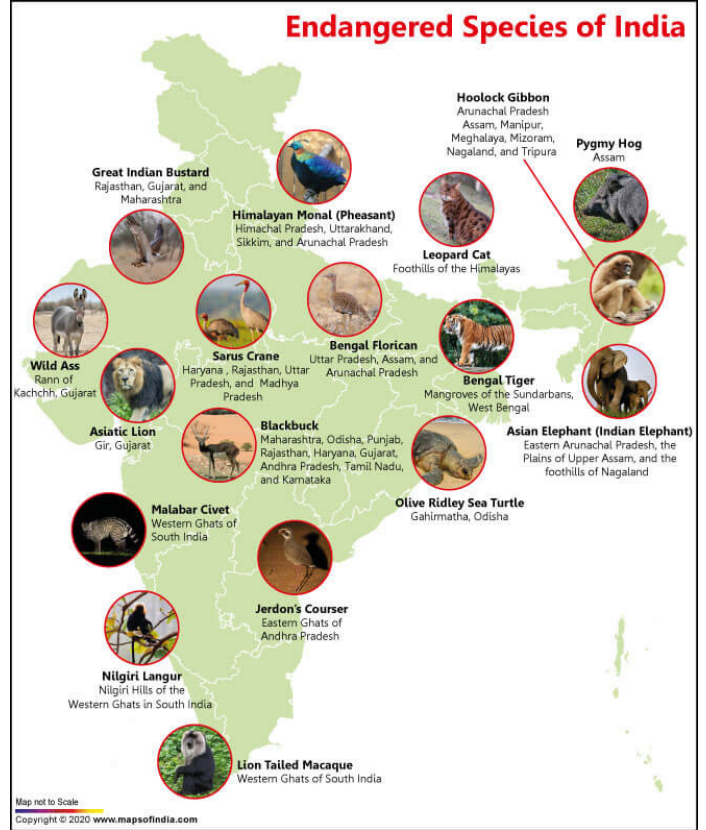 Endangered Species of India
Hoolock Gibbon
Arunachal Pradesh
Assam, Manipur,
Meghalaya, Mizoram,
Nagaland, and Tripura
Pygmy Hog
Assam
Great Indian Bustard
Rajasthan, Gujarat, and
Maharashtra
Himalayan Monal (Pheasant)
Himachal Pradesh, Uttarakhand,
Sikkim, and Arunachal Pradesh
Leopard Cat
Foothills of the Himalayas
Wild Ass
Rann of
Kachchh, Gujarat
Sarus Crane
Haryana , Rajasthan, Uttar
Pradesh, and Madhya
Pradesh
Bengal Florican
Uttar Pradesh, Assam, and
Arunachal Pradesh
Bengal Tiger
Mangroves of the Sundarbans,
West Bengal
Asiatic Lion
Gir, Gujarat
Blackbuck
Maharashtra, Odisha, Punjab,
Rajasthan, Haryana, Gujarat,
Andhra Pradesh, Tamil Nadu,
and Karnataka
Asian Elephant (Indian Elephant)
Eastern Arunachal Pradesh, the
Plains of Upper Assam, and the
foothills of Nagaland
Olive Ridley Sea Turtle
Gahirmatha, Odisha
Malabar Civet
Western Ghats of
South India
Jerdon's Courser
Eastern Ghats of
Andhra Pradesh
Nilgiri Langur
Nilgiri Hills of the
Western Ghats in South India
Lion Tailed Macaque
Western Ghats of South India
Map not to Scale
Copyright © 2020 www.mapsofindia.com